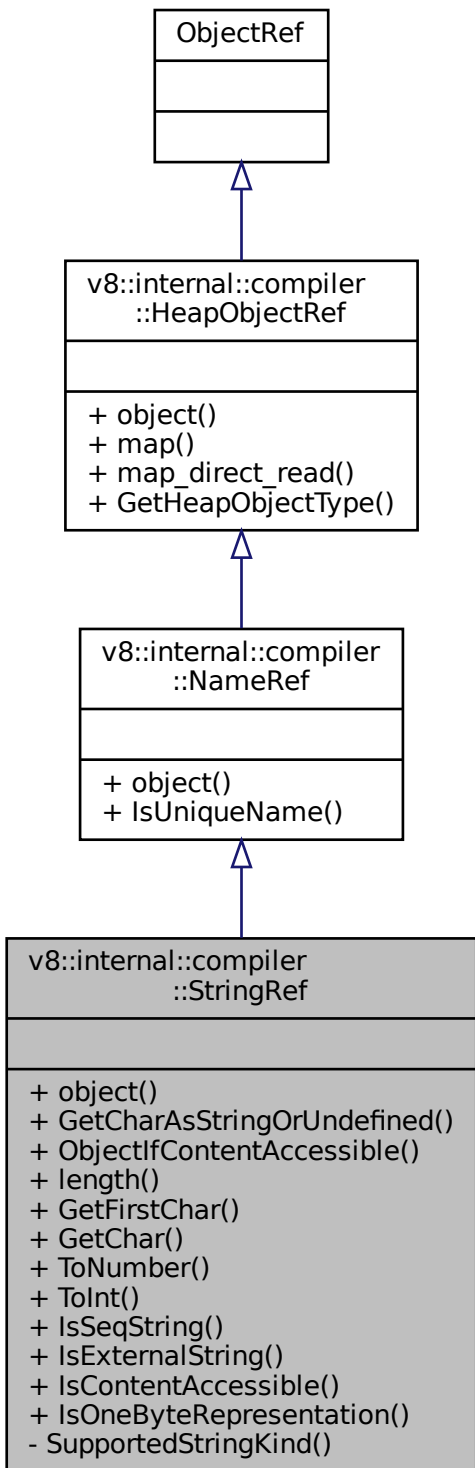 ObjectRef
v8::internal::compiler
::HeapObjectRef
+ object()
+ map()
+ map_direct_read()
+ GetHeapObjectType()
v8::internal::compiler
::NameRef
+ object()
+ IsUniqueName()
v8::internal::compiler
::StringRef
+ object()
+ GetCharAsStringOrUndefined()
+ ObjectIfContentAccessible()
+ length()
+ GetFirstChar()
+ GetChar()
+ ToNumber()
+ ToInt()
+ IsSeqString()
+ IsExternalString()
+ IsContentAccessible()
+ IsOneByteRepresentation()
- SupportedStringKind()